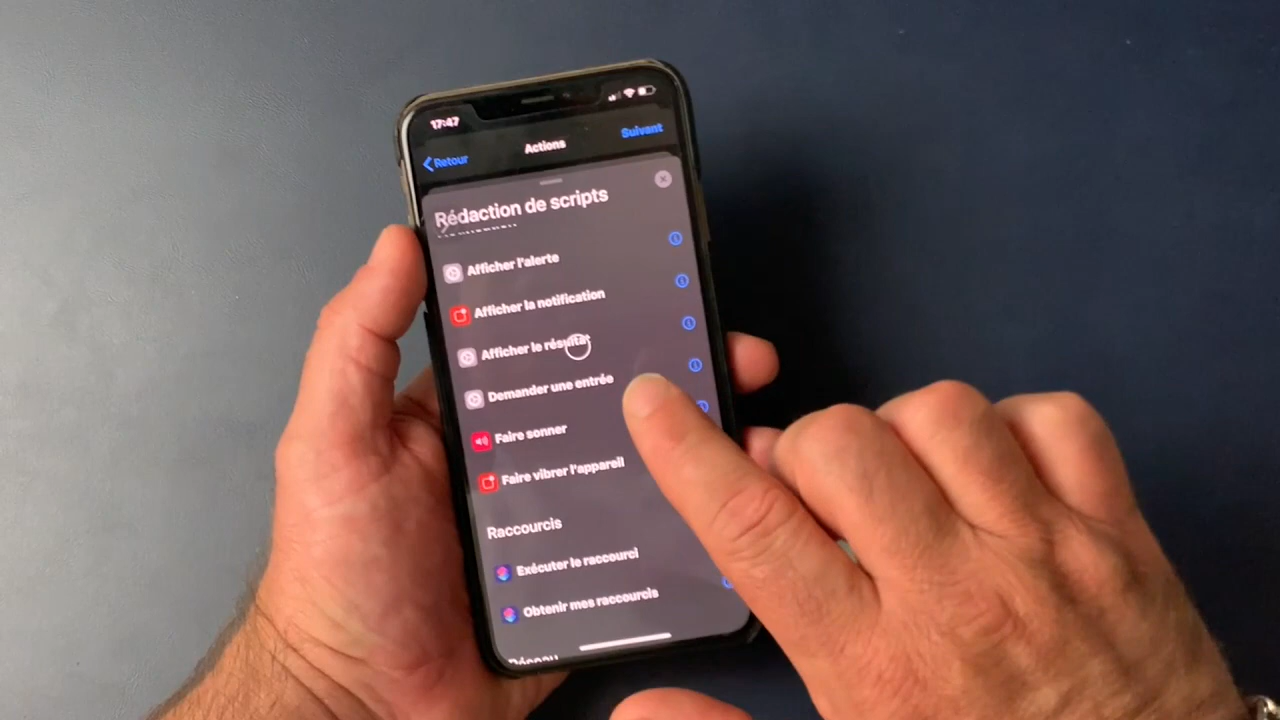 17:47
Suivant
Actions
Retour
Rédaction de scripts
Afficher l'alerte
Afficher la notification
Afficher le résultat
Demander une entrée
Faire sonner
Faire vibrer l'appareil
Raccourcis
Exécuter le raccourci
Obtenir mes raccourcis
Réseau